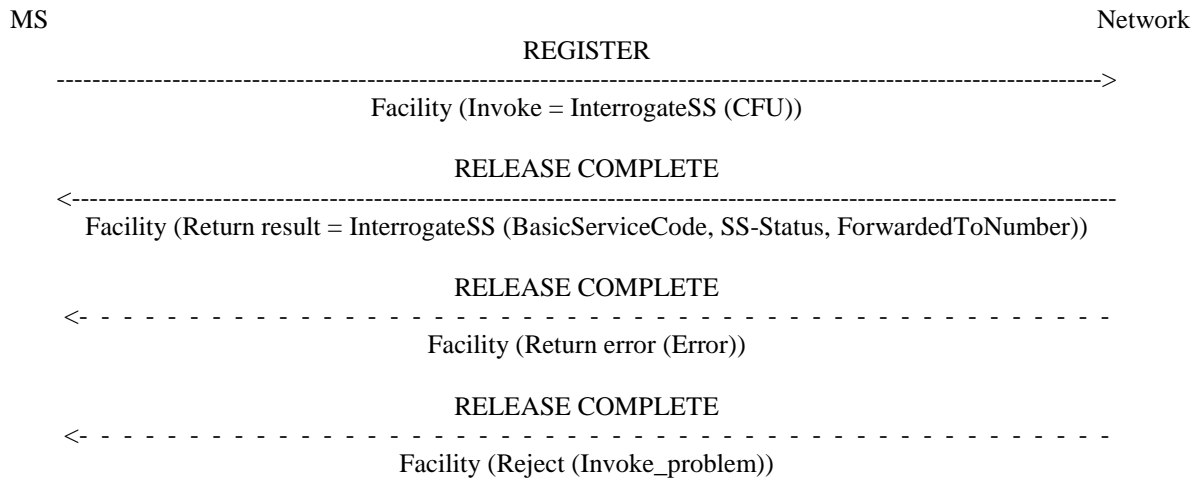 MS Network
REGISTER
Facility (Invoke = InterrogateSS (CFU))
RELEASE COMPLETE
Facility (Return result = InterrogateSS (BasicServiceCode, SS-Status, ForwardedToNumber))
RELEASE COMPLETE
Facility (Return error (Error))
RELEASE COMPLETE
Facility (Reject (Invoke_problem))